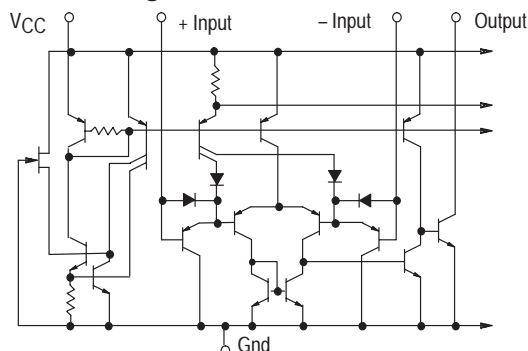 VCC
+ Input
– Input
Output
Gnd